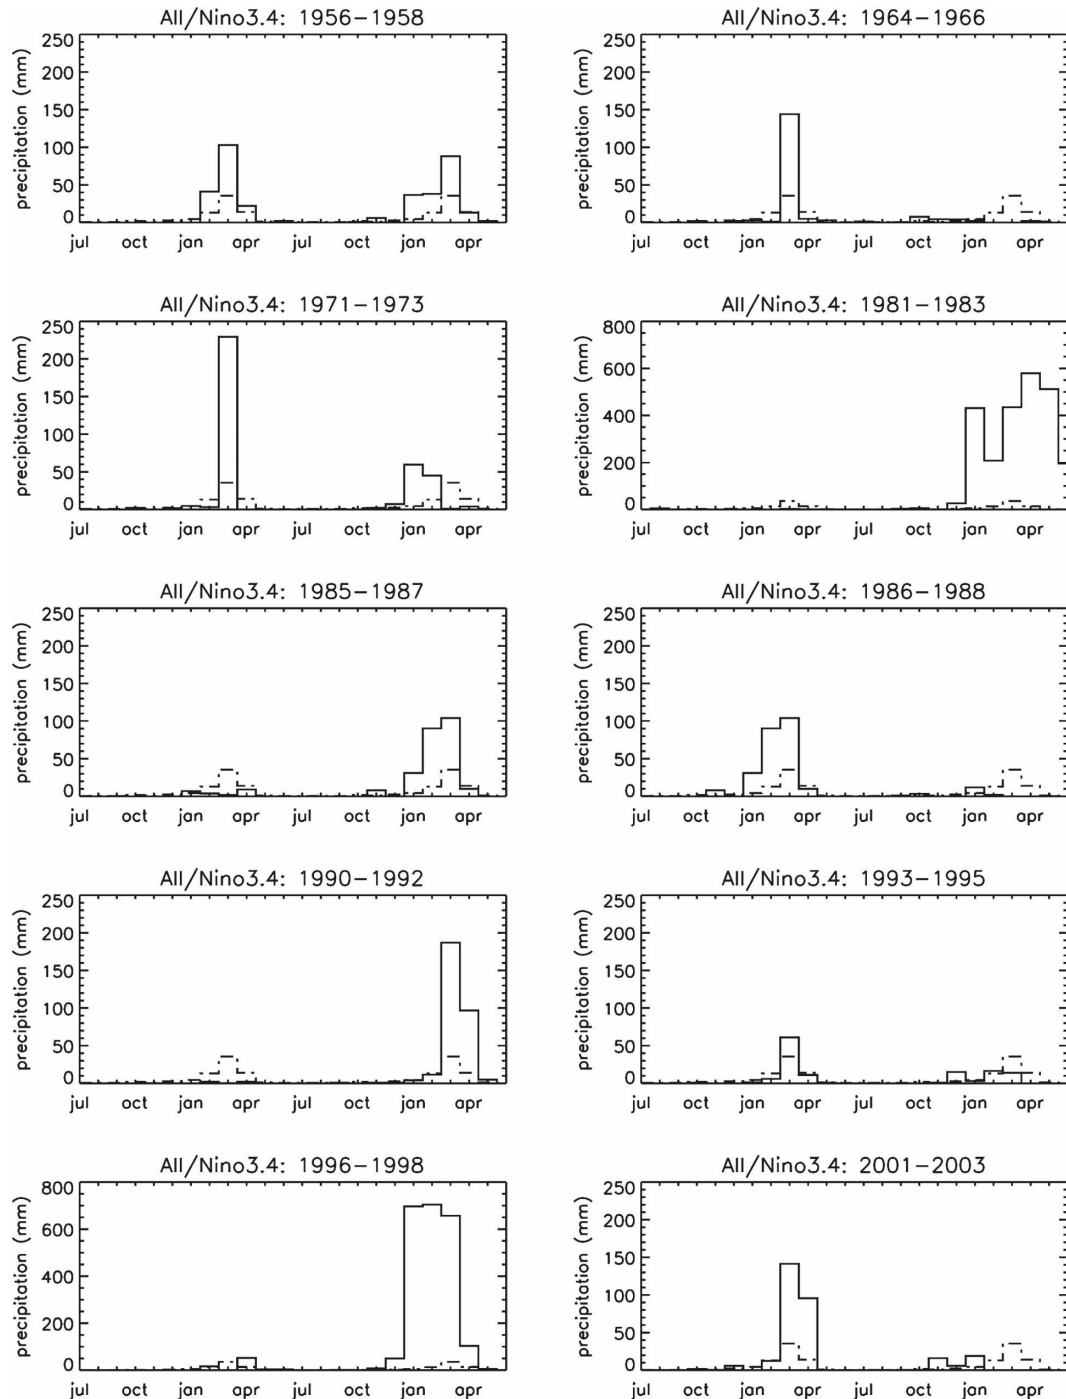 All/Nino3.4: 1956–1958
precipitation (mm)
250
200
150
100
50
0
jul oct jan apr jul oct jan apr
All/Nino3.4: 1964–1966
precipitation (mm)
250
200
150
100
50
0
jul oct jan apr jul oct jan apr
All/Nino3.4: 1971–1973
precipitation (mm)
250
200
150
100
50
0
jul oct jan apr jul oct jan apr
All/Nino3.4: 1981–1983
precipitation (mm)
800
600
400
200
0
jul oct jan apr jul oct jan apr
All/Nino3.4: 1985–1987
precipitation (mm)
250
200
150
100
50
0
jul oct jan apr jul oct jan apr
All/Nino3.4: 1986–1988
precipitation (mm)
250
200
150
100
50
0
jul oct jan apr jul oct jan apr
All/Nino3.4: 1990–1992
precipitation (mm)
250
200
150
100
50
0
jul oct jan apr jul oct jan apr
All/Nino3.4: 1993–1995
precipitation (mm)
250
200
150
100
50
0
jul oct jan apr jul oct jan apr
All/Nino3.4: 1996–1998
precipitation (mm)
800
600
400
200
0
jul oct jan apr jul oct jan apr
All/Nino3.4: 2001–2003
precipitation (mm)
250
200
150
100
50
0
jul oct jan apr jul oct jan apr